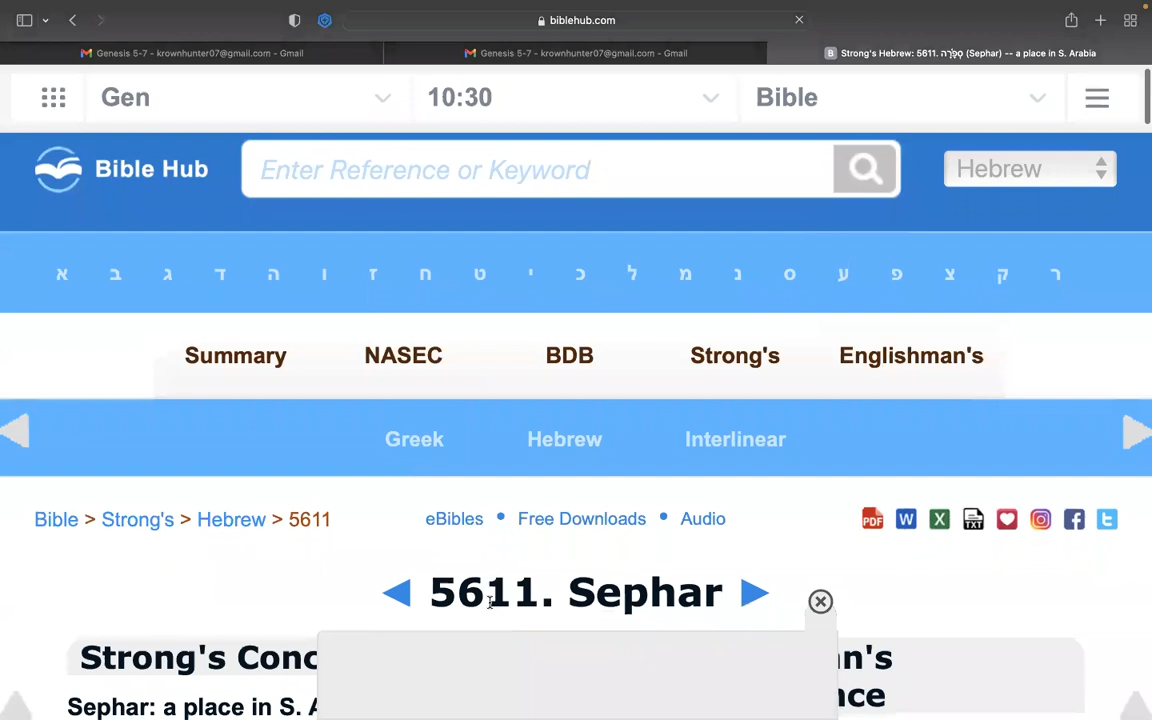 biblehub.com
Genesis 5-7 - krownhunter07@gmail.com - Gmail
Genesis 5-7 - krownhunter07@gmail.com - Gmail
Strong's Hebrew: 5611. סְפָרָה (Sephar) -- a place in S. Arabia
Gen
10:30
Bible
Bible Hub
Enter Reference or Keyword
Hebrew
א ב ג ד ה ו ז ח ט י כ ל מ נ ס ע פ צ ק ר
Summary NASEC BDB Strong's Englishman's
Greek Hebrew Interlinear
Bible > Strong's > Hebrew > 5611
eBibles • Free Downloads • Audio
PDF W X TXT
5611. Sephar
Strong's Conc
n's
nce
Sephar: a place in S. A